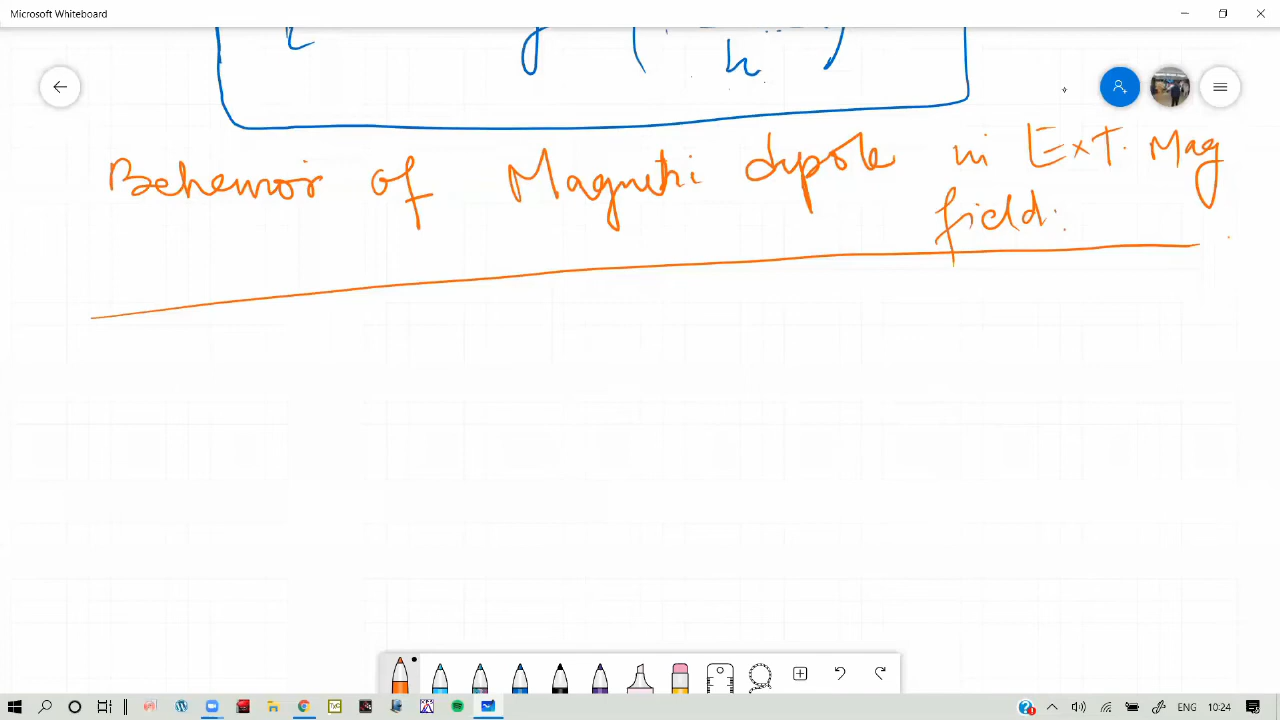 Microsoft Whiteboard
h
Behavior of Magnetic dipole in Ext. Mag
field.
ENG 10:24